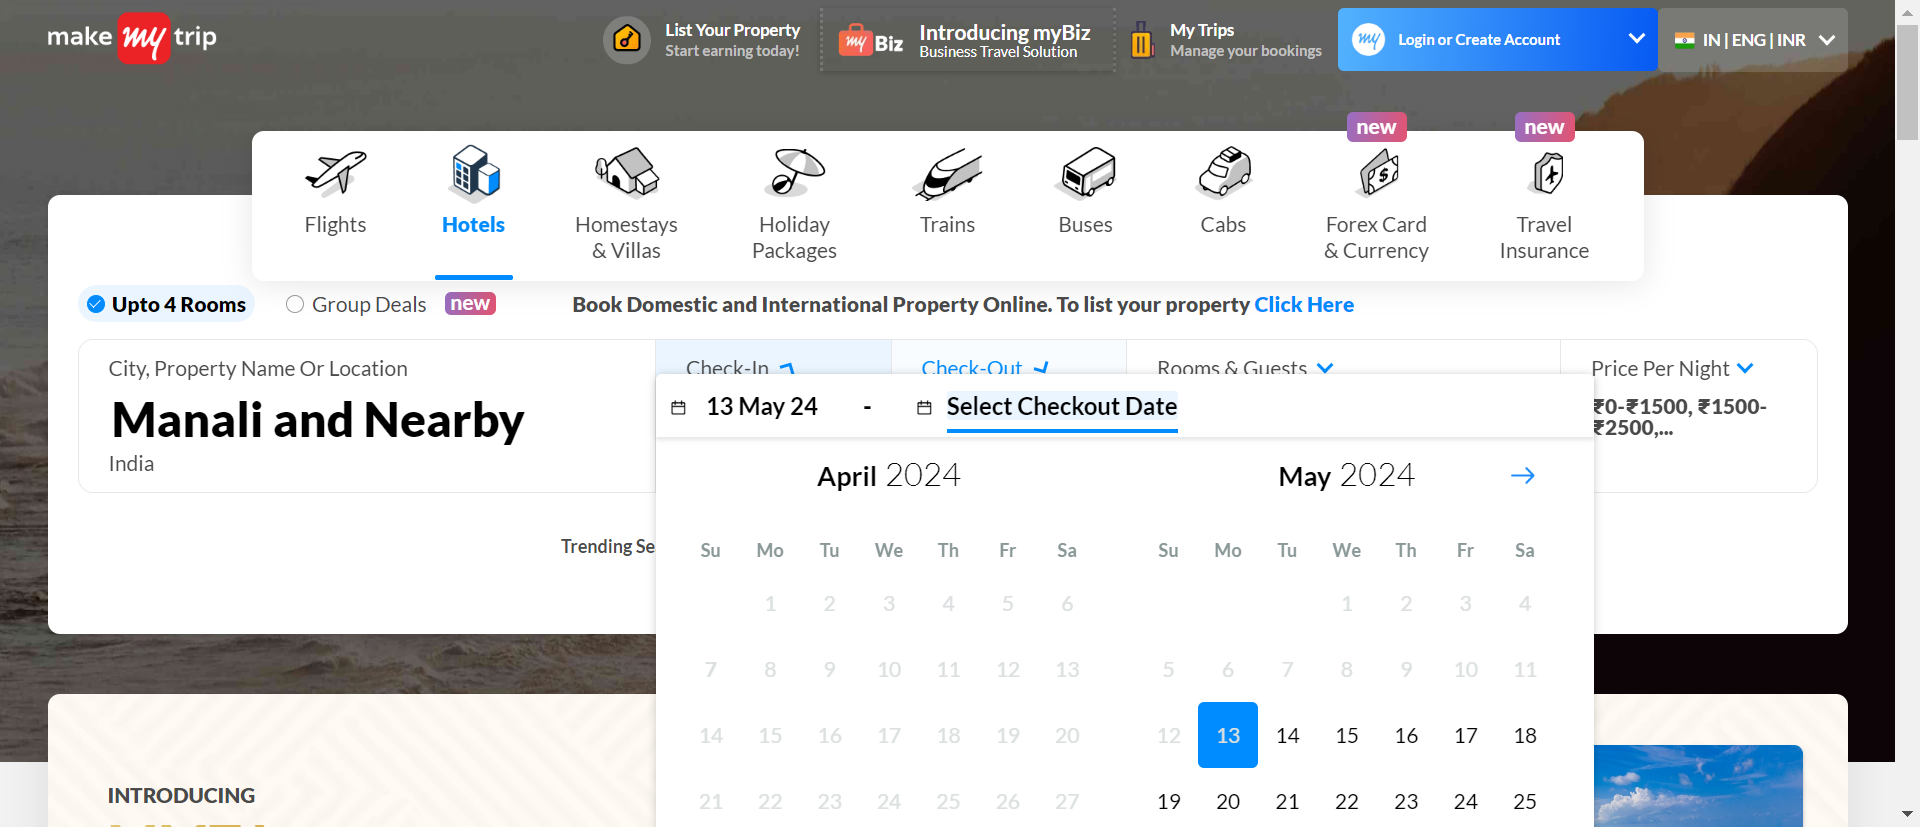 make my trip
List Your Property
Start earning today!
my Biz
Introducing myBiz
Business Travel Solution
My Trips
Manage your bookings
my
Login or Create Account
IN | ENG | INR
new
new
Flights
Hotels
Homestays
& Villas
Holiday
Packages
Trains
Buses
Cabs
Forex Card
& Currency
Travel
Insurance
Upto 4 Rooms
Group Deals
new
Book Domestic and International Property Online. To list your property Click Here
City, Property Name Or Location
Manali and Nearby
India
Check-In
Check-Out
Rooms & Guests
Price Per Night
₹0-₹1500, ₹1500-
₹2500,...
13 May 24 - Select Checkout Date
April 2024
May 2024
Su Mo Tu We Th Fr Sa
Su Mo Tu We Th Fr Sa
1 2 3 4 5 6
1 2 3 4
7 8 9 10 11 12 13
5 6 7 8 9 10 11
14 15 16 17 18 19 20
12 13 14 15 16 17 18
21 22 23 24 25 26 27
19 20 21 22 23 24 25
Trending Se
INTRODUCING